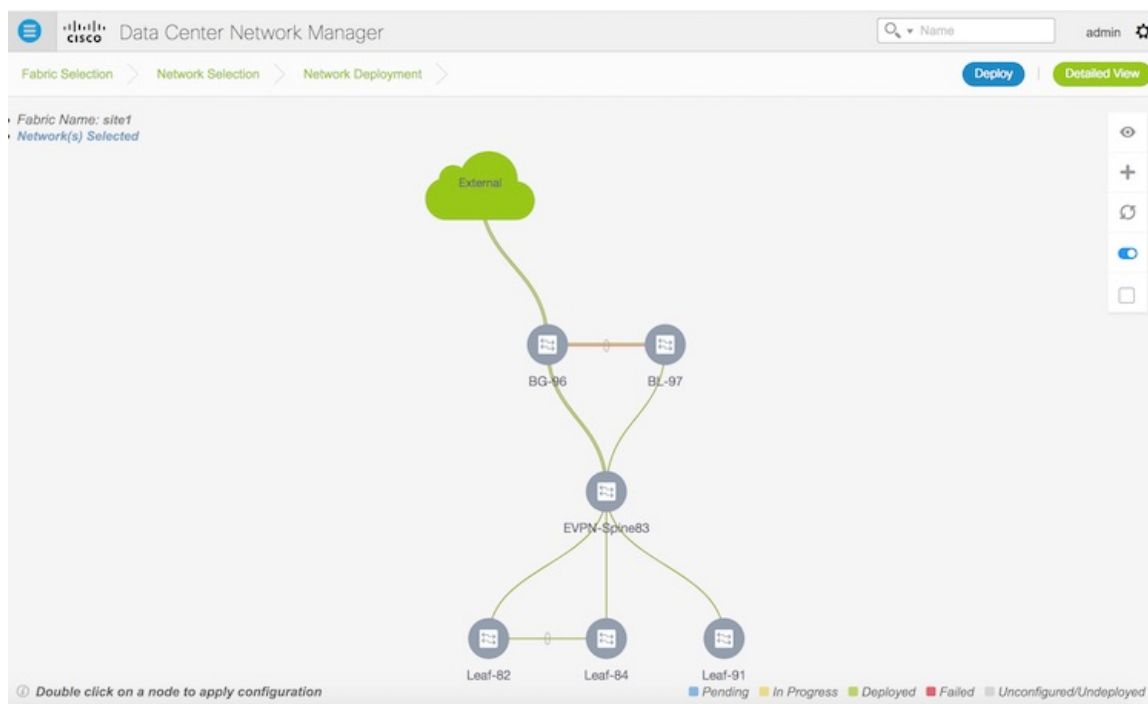 CISCO Data Center Network Manager Name admin
Fabric Selection Network Selection Network Deployment Deploy Detailed View
Fabric Name: site1
Network(s) Selected
External
BG-96 BL-97
EVPN-Spine83
Leaf-82 Leaf-84 Leaf-91
Double click on a node to apply configuration Pending In Progress Deployed Failed Unconfigured/Undeployed